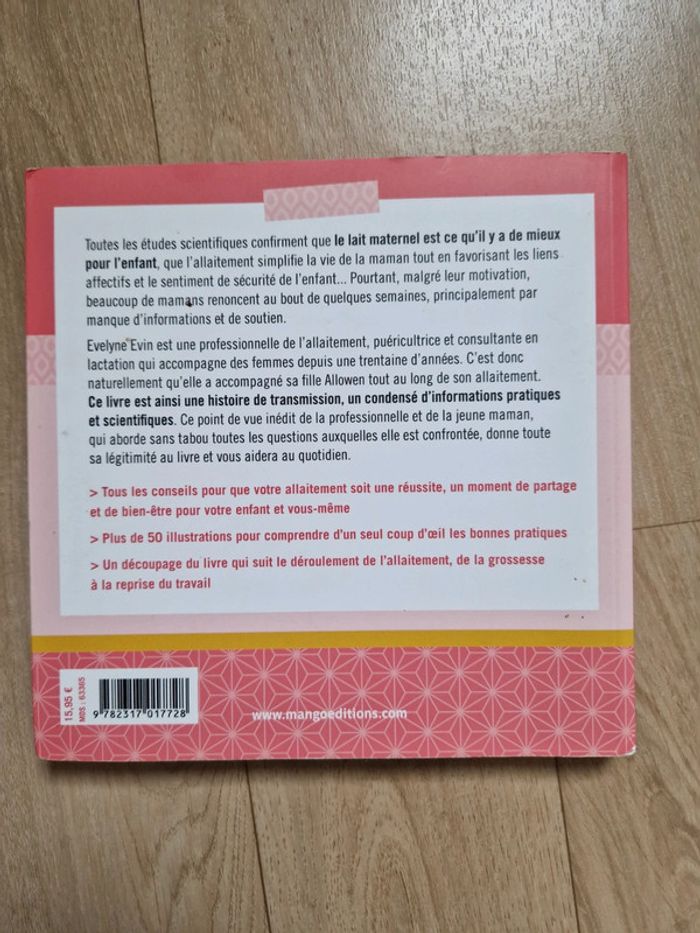 Toutes les études scientifiques confirment que le lait maternel est ce qu'il y a de mieux
pour l'enfant, que l'allaitement simplifie la vie de la maman tout en favorisant les liens
affectifs et le sentiment de sécurité de l'enfant... Pourtant, malgré leur motivation,
beaucoup de mamans renoncent au bout de quelques semaines, principalement par
manque d'informations et de soutien.
Evelyne Evin est une professionnelle de l'allaitement, puéricultrice et consultante en
lactation qui accompagne des femmes depuis une trentaine d'années. C'est donc
naturellement qu'elle a accompagné sa fille Allowen tout au long de son allaitement.
Ce livre est ainsi une histoire de transmission, un condensé d'informations pratiques
et scientifiques. Ce point de vue inédit de la professionnelle et de la jeune maman,
qui aborde sans tabou toutes les questions auxquelles elle est confrontée, donne toute
sa légitimité au livre et vous aidera au quotidien.
> Tous les conseils pour que votre allaitement soit une réussite, un moment de partage
et de bien-être pour votre enfant et vous-même
> Plus de 50 illustrations pour comprendre d'un seul coup d'œil les bonnes pratiques
> Un découpage du livre qui suit le déroulement de l'allaitement, de la grossesse
à la reprise du travail
15,95 €
MDS : 63365
9 782317 017728
www.mangoeditions.com